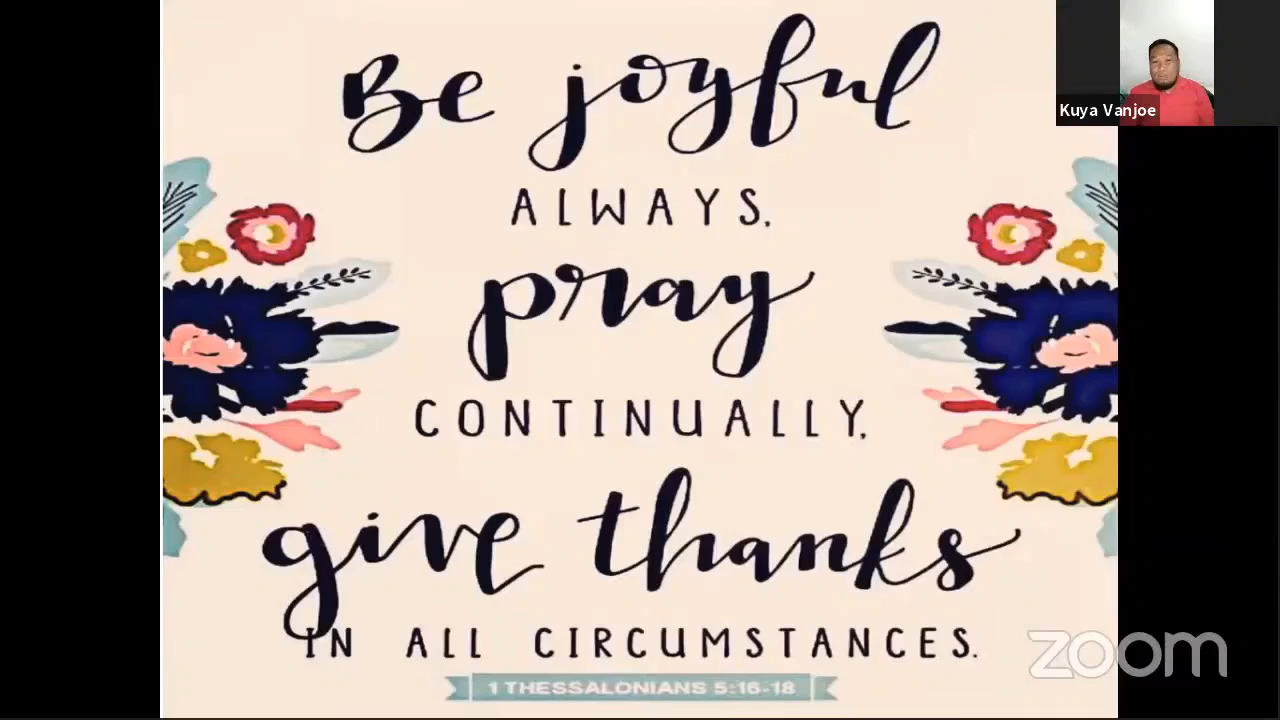 Be joyful
ALWAYS,
pray
CONTINUALLY,
give thanks
IN ALL CIRCUMSTANCES.
1 THESSALONIANS 5:16-18
Kuya Vanjoe
zoom